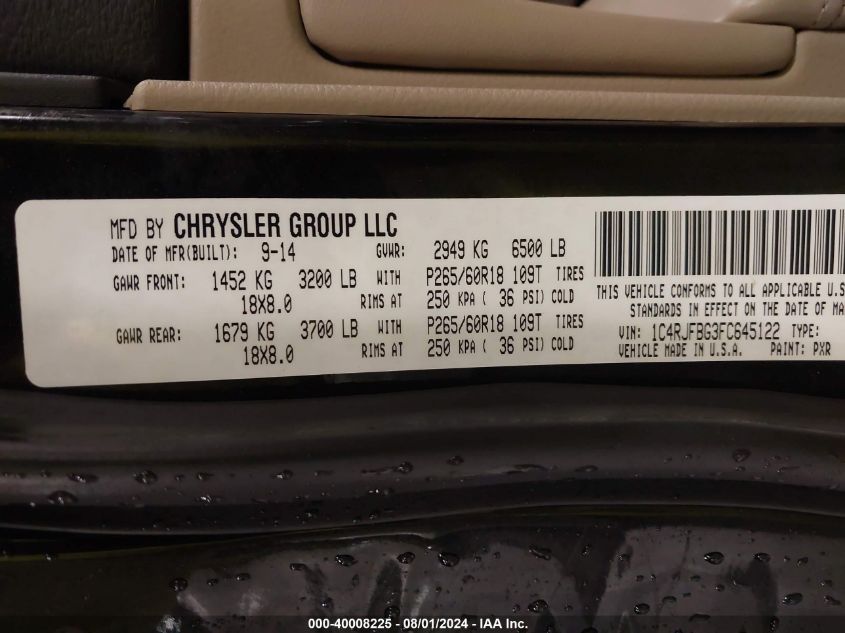 MFD BY CHRYSLER GROUP LLC
DATE OF MFR(BUILT): 9-14 GVWR: 2949 KG 6500 LB
GAWR FRONT: 1452 KG 3200 LB WITH P265/60R18 109T TIRES
18X8.0 RIMS AT 250 KPA ( 36 PSI) COLD
GAWR REAR: 1679 KG 3700 LB WITH P265/60R18 109T TIRES
18X8.0 RIMS AT 250 KPA ( 36 PSI) COLD
THIS VEHICLE CONFORMS TO ALL APPLICABLE U.S
STANDARDS IN EFFECT ON THE DATE OF MA
VIN: 1C4RJFBG3FC645122 TYPE:
VEHICLE MADE IN U.S.A. PAINT: PXR
000-40008225 - 08/01/2024 - IAA Inc.